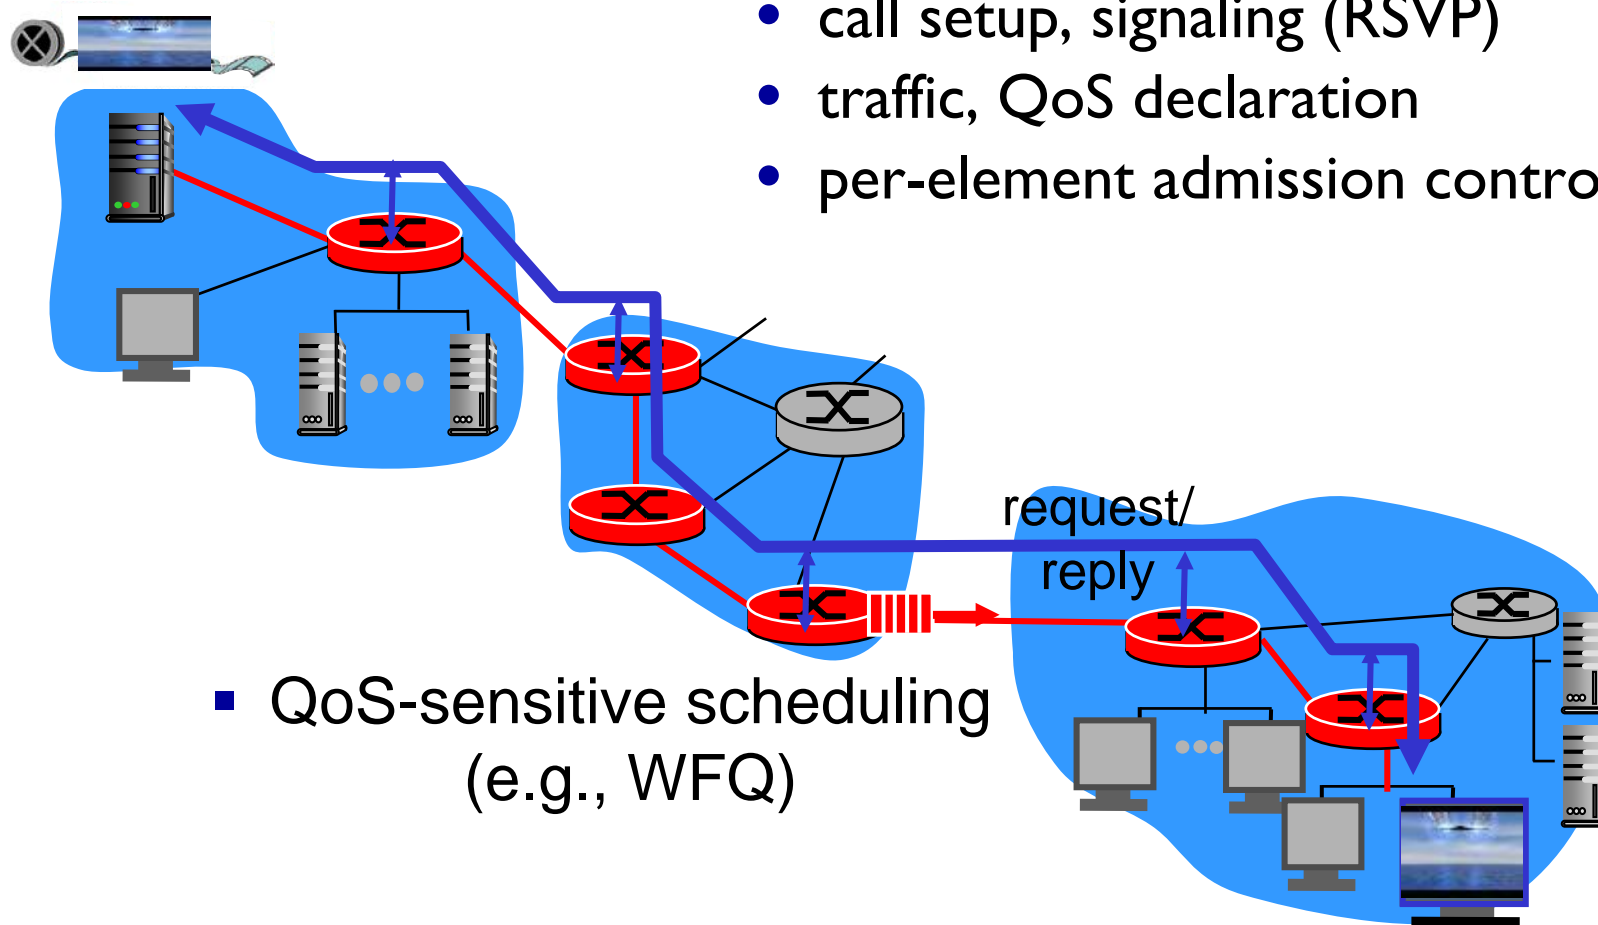 • call setup, signaling (RSVP)
• traffic, QoS declaration
• per-element admission contro
request/
reply
▪ QoS-sensitive scheduling
(e.g., WFQ)